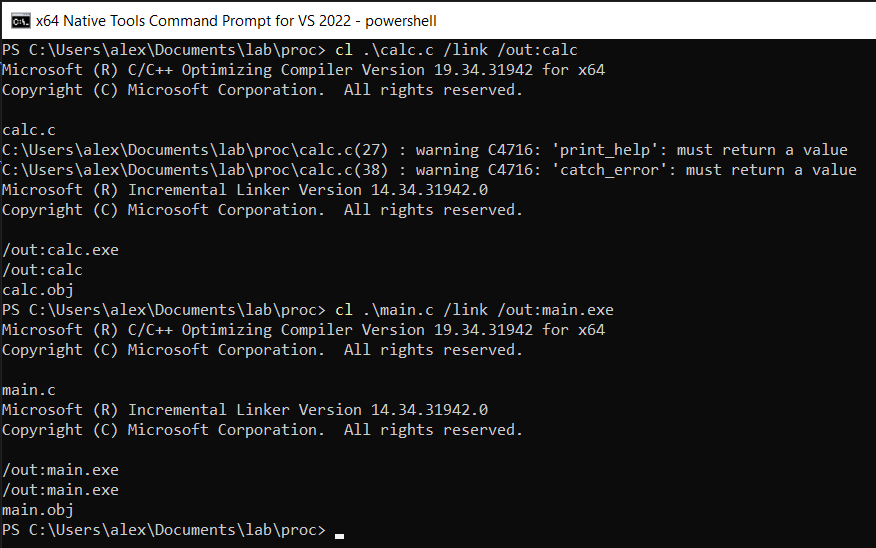 x64 Native Tools Command Prompt for VS 2022 - powershell
PS C:\Users\alex\Documents\lab\proc> cl .\calc.c /link /out:calc
Microsoft (R) C/C++ Optimizing Compiler Version 19.34.31942 for x64
Copyright (C) Microsoft Corporation.  All rights reserved.

calc.c
C:\Users\alex\Documents\lab\proc\calc.c(27) : warning C4716: 'print_help': must return a value
C:\Users\alex\Documents\lab\proc\calc.c(38) : warning C4716: 'catch_error': must return a value
Microsoft (R) Incremental Linker Version 14.34.31942.0
Copyright (C) Microsoft Corporation.  All rights reserved.

/out:calc.exe
/out:calc
calc.obj
PS C:\Users\alex\Documents\lab\proc> cl .\main.c /link /out:main.exe
Microsoft (R) C/C++ Optimizing Compiler Version 19.34.31942 for x64
Copyright (C) Microsoft Corporation.  All rights reserved.

main.c
Microsoft (R) Incremental Linker Version 14.34.31942.0
Copyright (C) Microsoft Corporation.  All rights reserved.

/out:main.exe
/out:main.exe
main.obj
PS C:\Users\alex\Documents\lab\proc>